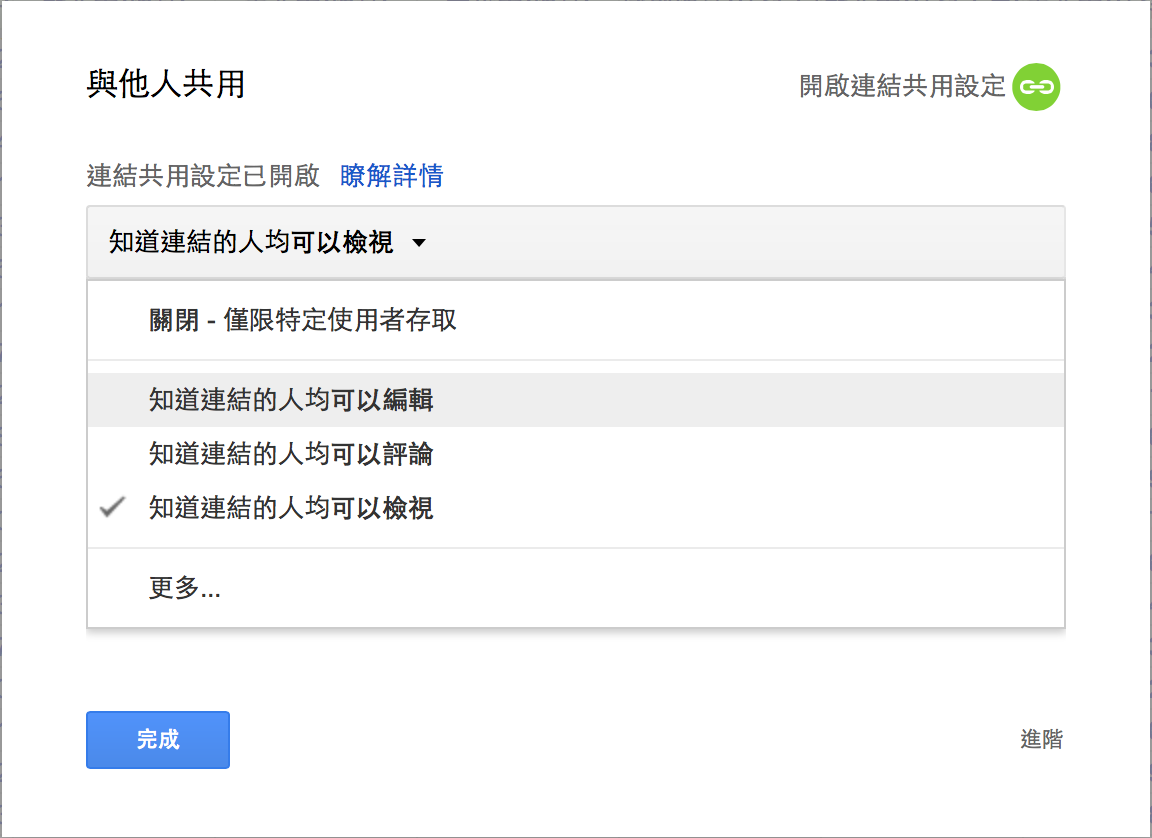 與他人共用
開啟連結共用設定
連結共用設定已開啟 瞭解詳情
知道連結的人均可以檢視
關閉 - 僅限特定使用者存取
知道連結的人均可以編輯
知道連結的人均可以評論
知道連結的人均可以檢視
更多...
完成
進階